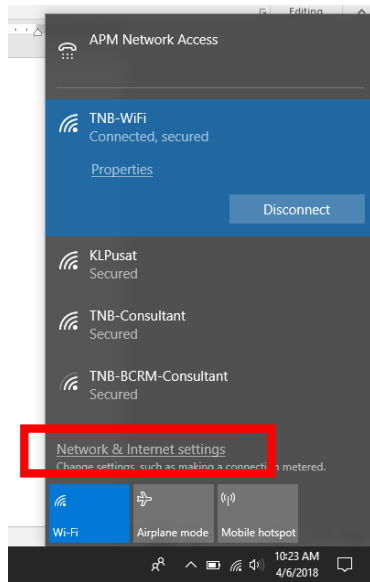 Editing
APM Network Access
TNB-WiFi
Connected, secured
Properties
Disconnect
KLPusat
Secured
TNB-Consultant
Secured
TNB-BCRM-Consultant
Secured
Network & Internet settings
Change settings, such as making a connection metered.
Wi-Fi
Airplane mode
Mobile hotspot
10:23 AM
4/6/2018